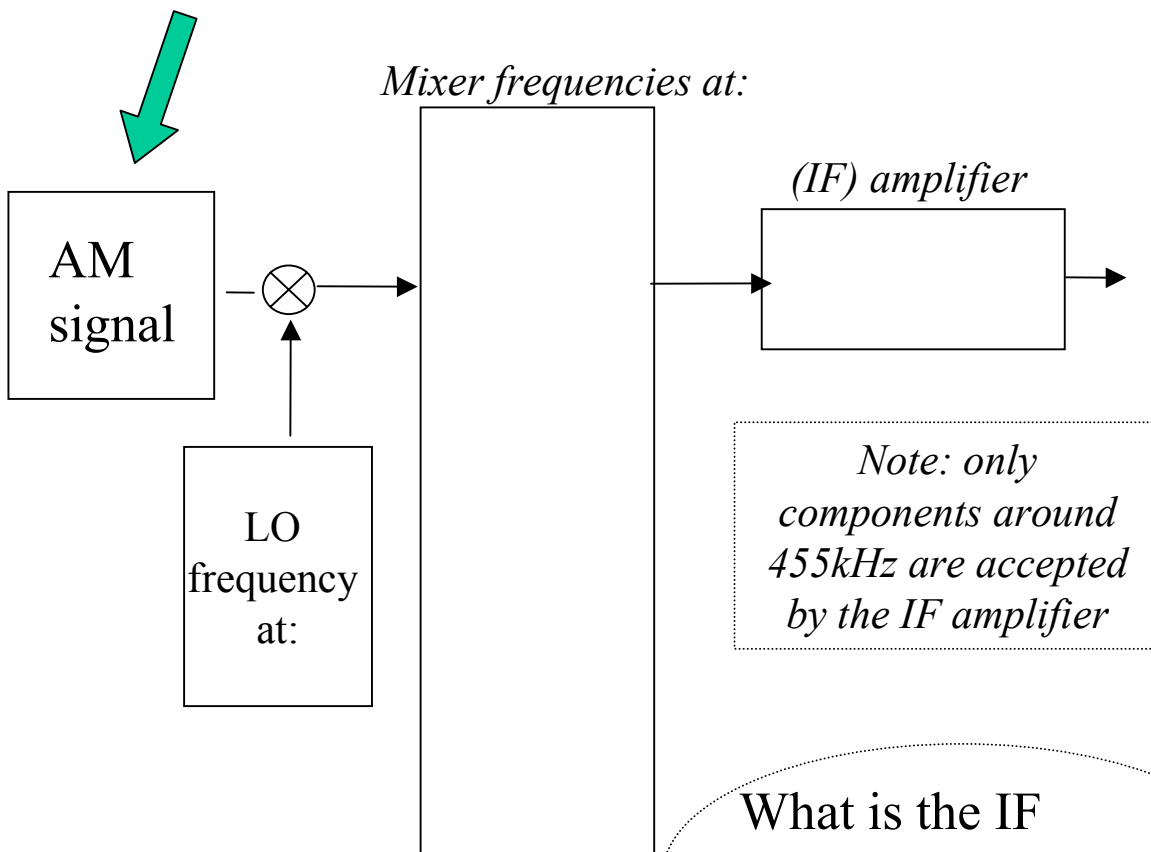 Mixer frequencies at:
(IF) amplifier
AM
signal
LO
frequency
at:
Note: only
components around
455kHz are accepted
by the IF amplifier
What is the IF